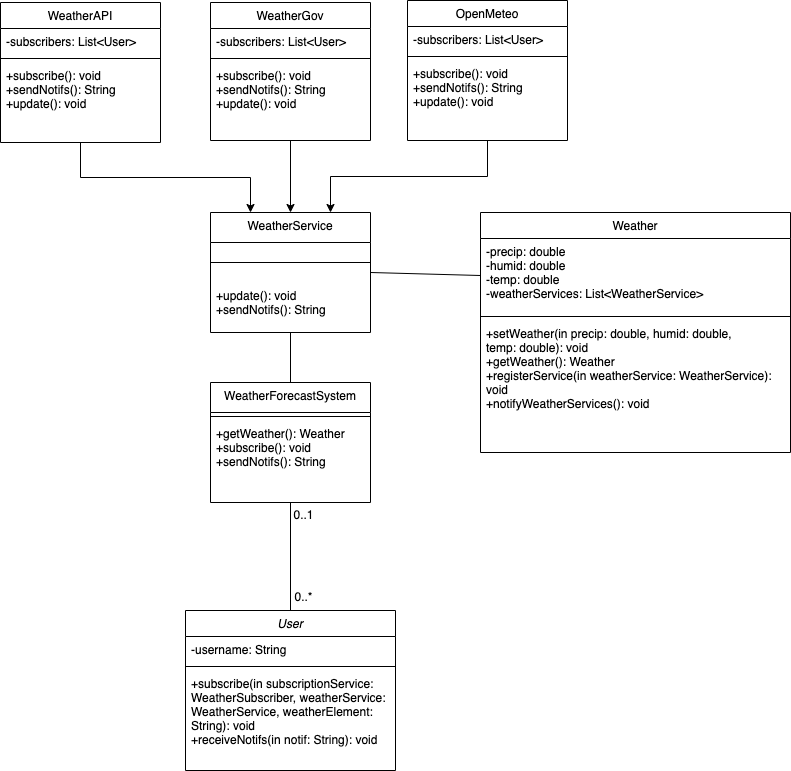 WeatherAPI
-subscribers: List<User>
+subscribe(): void
+sendNotifs(): String
+update(): void
WeatherGov
-subscribers: List<User>
+subscribe(): void
+sendNotifs(): String
+update(): void
OpenMeteo
-subscribers: List<User>
+subscribe(): void
+sendNotifs(): String
+update(): void
WeatherService
+update(): void
+sendNotifs(): String
Weather
-precip: double
-humid: double
-temp: double
-weatherServices: List<WeatherService>
+setWeather(in precip: double, humid: double,
temp: double): void
+getWeather(): Weather
+registerService(in weatherService: WeatherService):
void
+notifyWeatherServices(): void
WeatherForecastSystem
+getWeather(): Weather
+subscribe(): void
+sendNotifs(): String
0..1
0..*
User
-username: String
+subscribe(in subscriptionService:
WeatherSubscriber, weatherService:
WeatherService, weatherElement:
String): void
+receiveNotifs(in notif: String): void